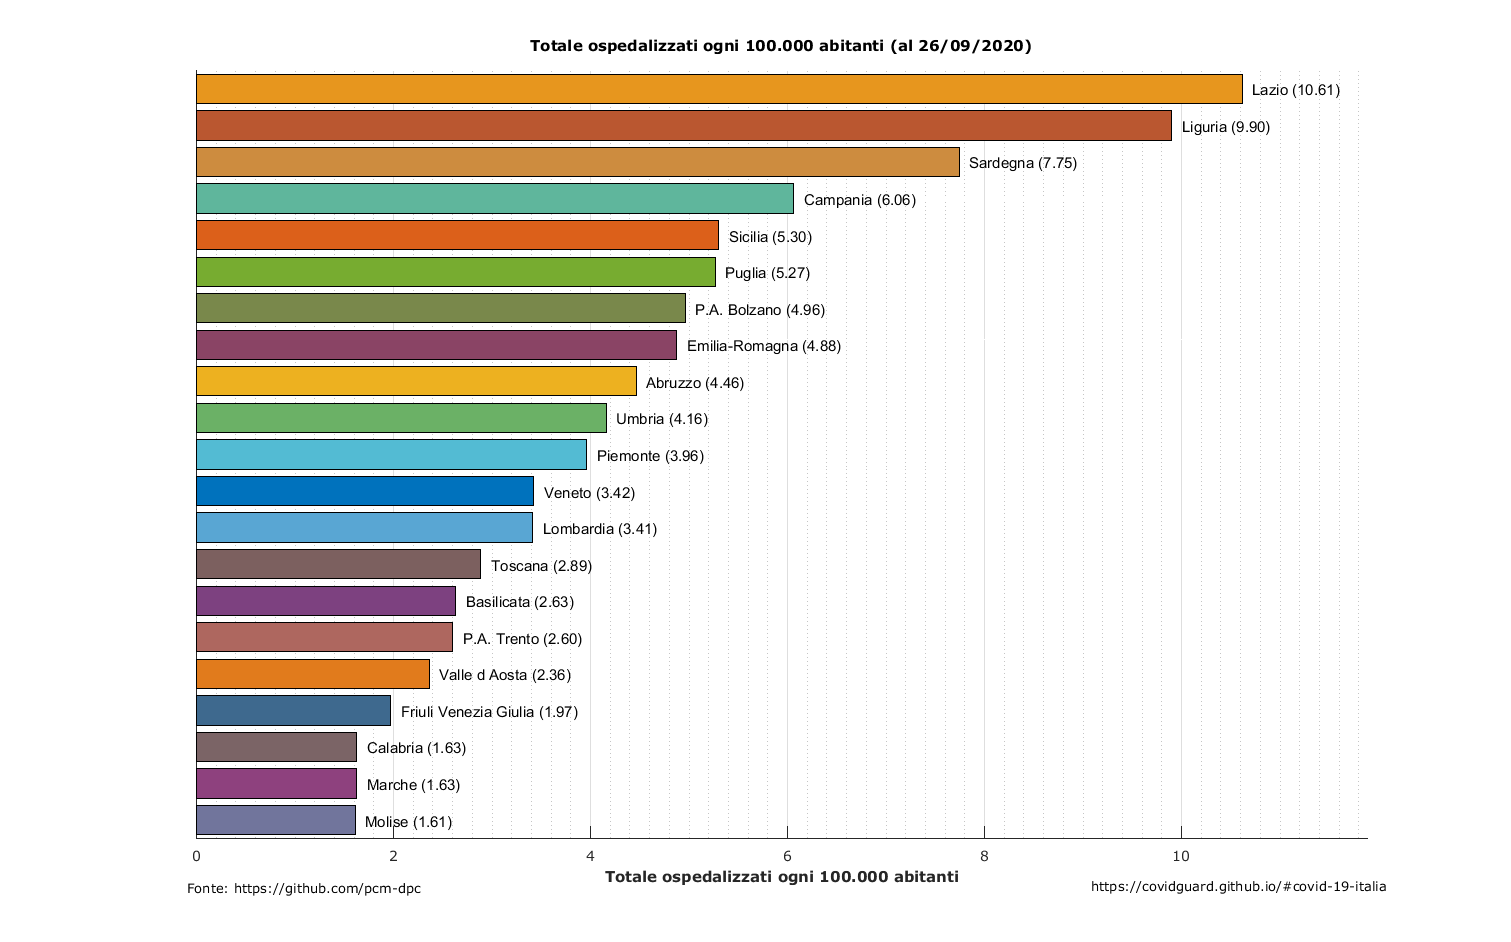 Totale ospedalizzati ogni 100.000 abitanti (al 26/09/2020)
Lazio (10.61)
Liguria (9.90)
Sardegna (7.75)
Campania (6.06)
Sicilia (5.30)
Puglia (5.27)
P.A. Bolzano (4.96)
Emilia-Romagna (4.88)
Abruzzo (4.46)
Umbria (4.16)
Piemonte (3.96)
Veneto (3.42)
Lombardia (3.41)
Toscana (2.89)
Basilicata (2.63)
P.A. Trento (2.60)
Valle d Aosta (2.36)
Friuli Venezia Giulia (1.97)
Calabria (1.63)
Marche (1.63)
Molise (1.61)
0 2 4 6 8 10
Totale ospedalizzati ogni 100.000 abitanti
Fonte: https://github.com/pcm-dpc
https://covidguard.github.io/#covid-19-italia